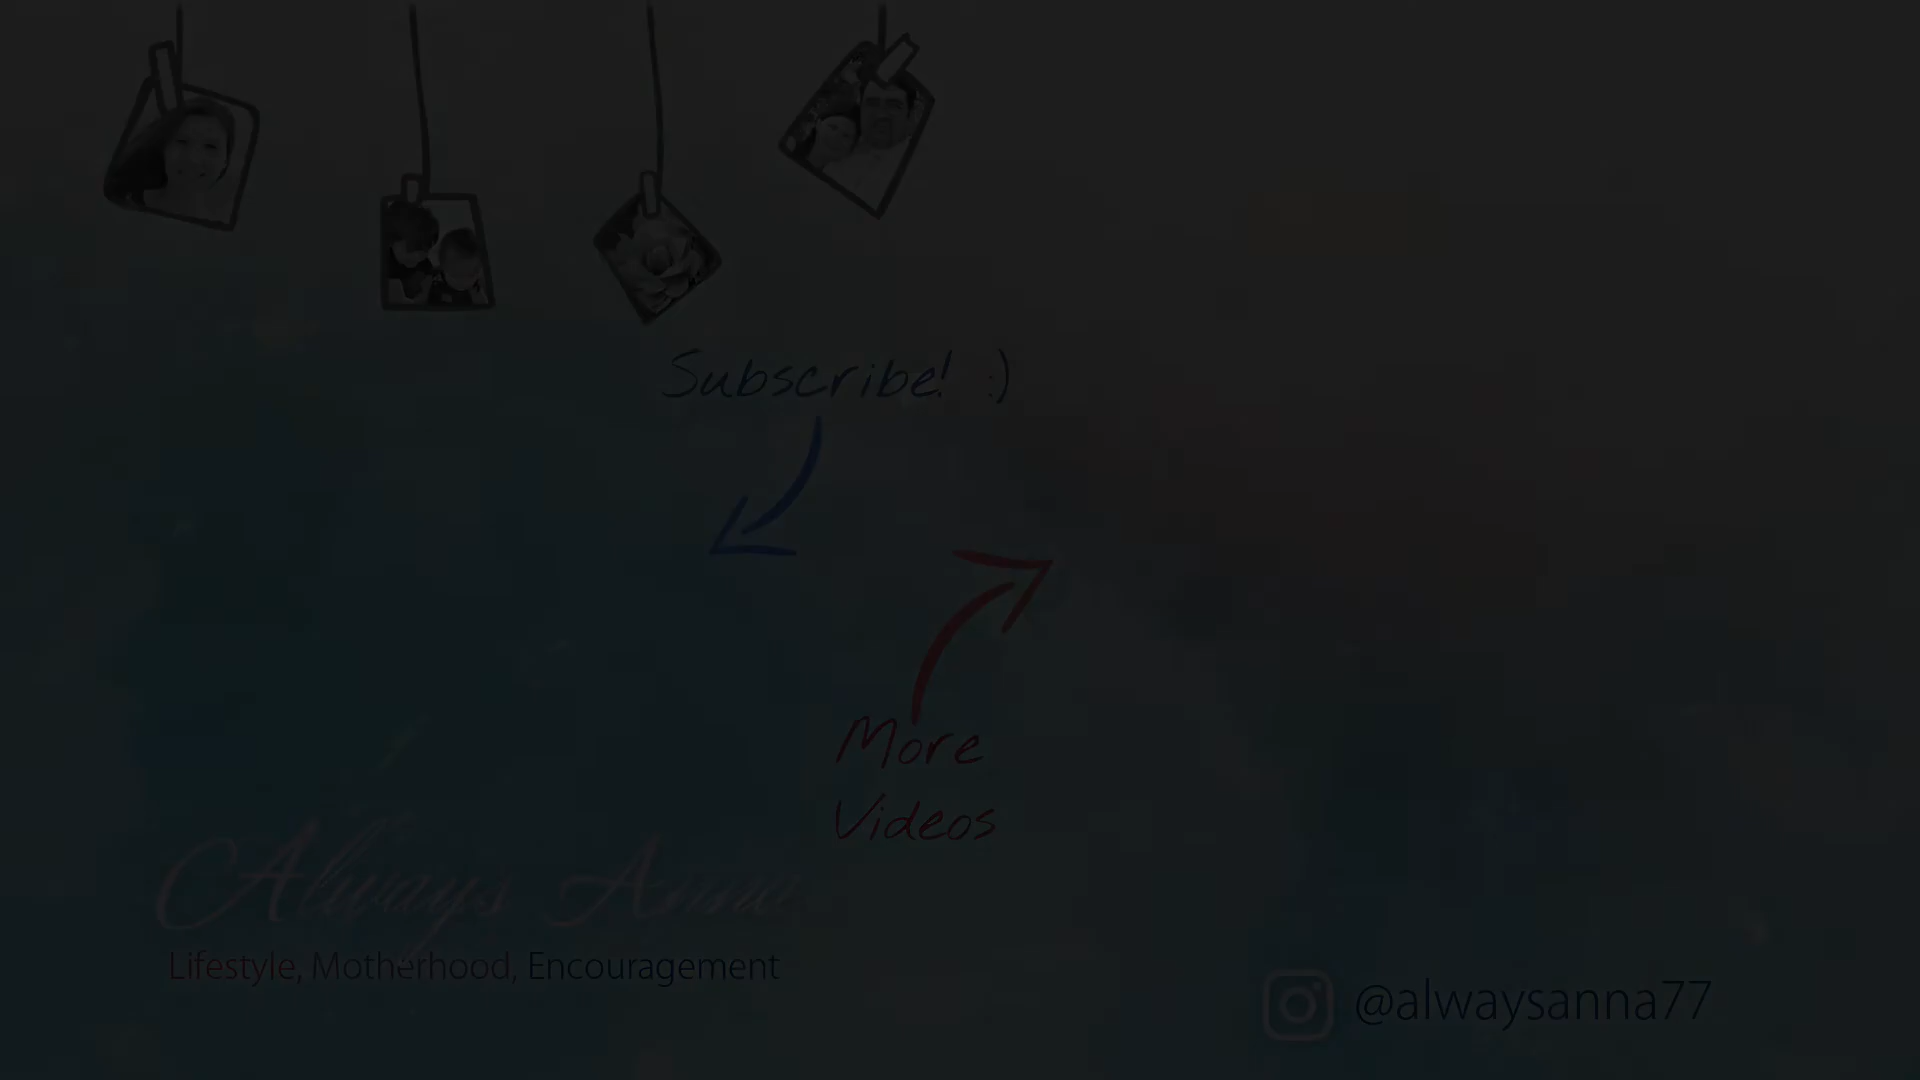 Subscribe! :)
More
Videos
Always Anna
Lifestyle, Motherhood, Encouragement
@alwaysanna77